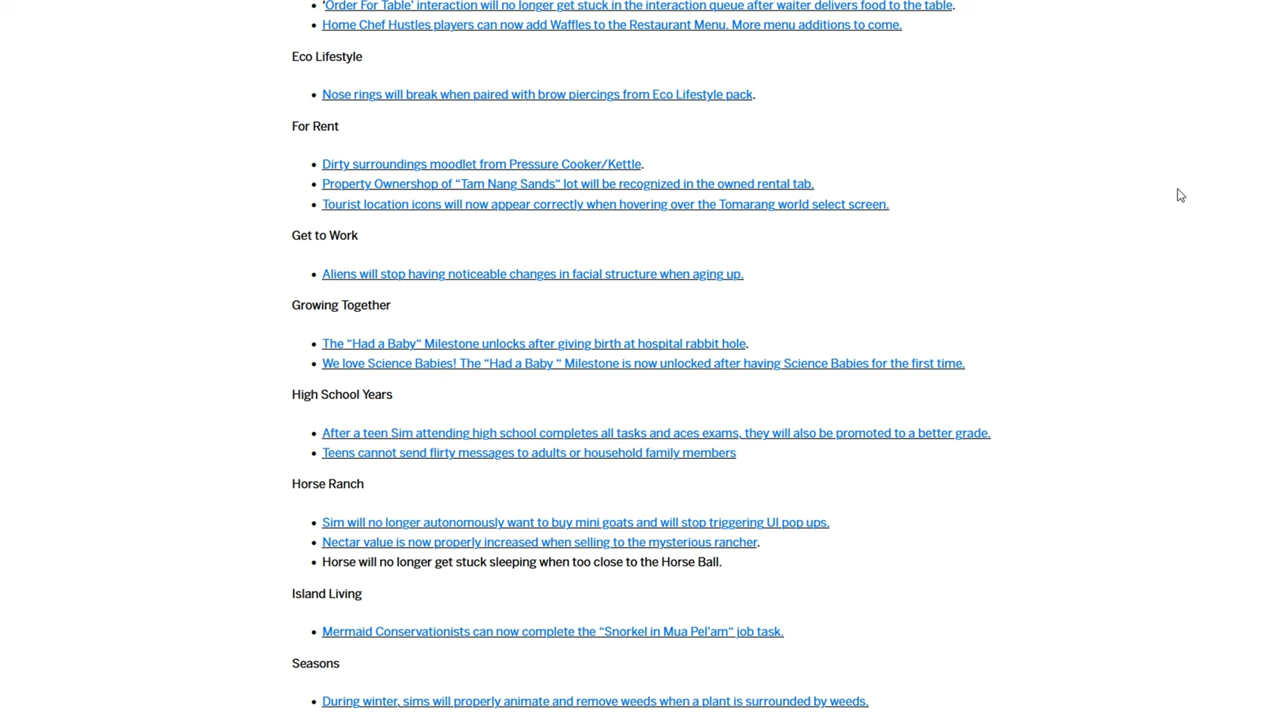 • 'Order For Table' interaction will no longer get stuck in the interaction queue after waiter delivers food to the table.
• Home Chef Hustles players can now add Waffles to the Restaurant Menu. More menu additions to come.
Eco Lifestyle
• Nose rings will break when paired with brow piercings from Eco Lifestyle pack.
For Rent
• Dirty surroundings moodlet from Pressure Cooker/Kettle.
• Property Ownershop of “Tam Nang Sands“ lot will be recognized in the owned rental tab.
• Tourist location icons will now appear correctly when hovering over the Tomarang world select screen.
Get to Work
• Aliens will stop having noticeable changes in facial structure when aging up.
Growing Together
• The “Had a Baby“ Milestone unlocks after giving birth at hospital rabbit hole.
• We love Science Babies! The “Had a Baby “ Milestone is now unlocked after having Science Babies for the first time.
High School Years
• After a teen Sim attending high school completes all tasks and aces exams, they will also be promoted to a better grade.
• Teens cannot send flirty messages to adults or household family members
Horse Ranch
• Sim will no longer autonomously want to buy mini goats and will stop triggering UI pop ups.
• Nectar value is now properly increased when selling to the mysterious rancher.
• Horse will no longer get stuck sleeping when too close to the Horse Ball.
Island Living
• Mermaid Conservationists can now complete the “Snorkel in Mua Pel'am“ job task.
Seasons
• During winter, sims will properly animate and remove weeds when a plant is surrounded by weeds.